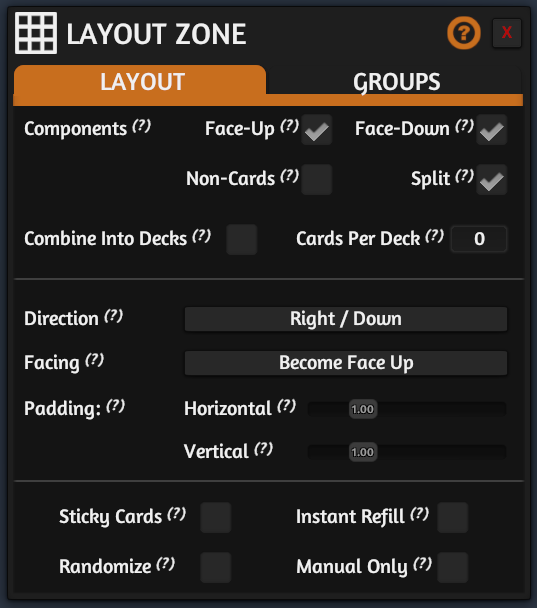 LAYOUT ZONE ? X
LAYOUT GROUPS
Components (?) Face-Up (?) Face-Down (?)
Non-Cards (?) Split (?)
Combine Into Decks (?) Cards Per Deck (?) 0
Direction (?) Right / Down
Facing (?) Become Face Up
Padding: (?) Horizontal (?) 1.00
Vertical (?) 1.00
Sticky Cards (?) Instant Refill (?)
Randomize (?) Manual Only (?)